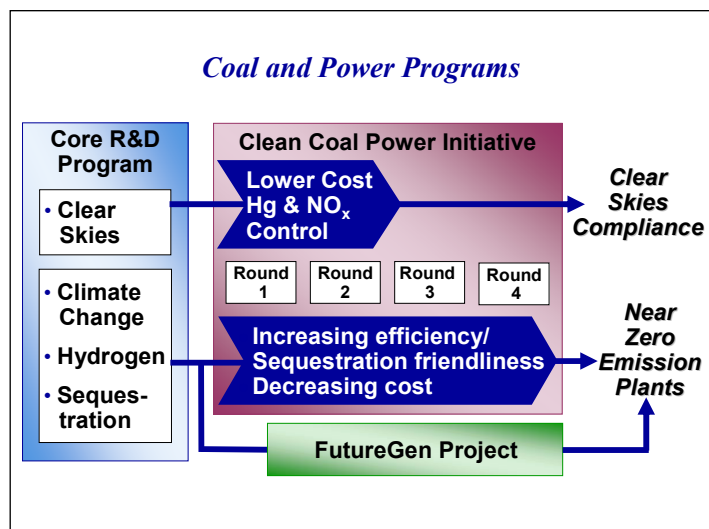 Coal and Power Programs
Core R&D
Program
• Clear
Skies
• Climate
Change
• Hydrogen
• Seques-
tration
Clean Coal Power Initiative
Lower Cost
Hg & NOx
Control
Round
1
Round
2
Round
3
Round
4
Increasing efficiency/
Sequestration friendliness
Decreasing cost
FutureGen Project
Clear
Skies
Compliance
Near
Zero
Emission
Plants